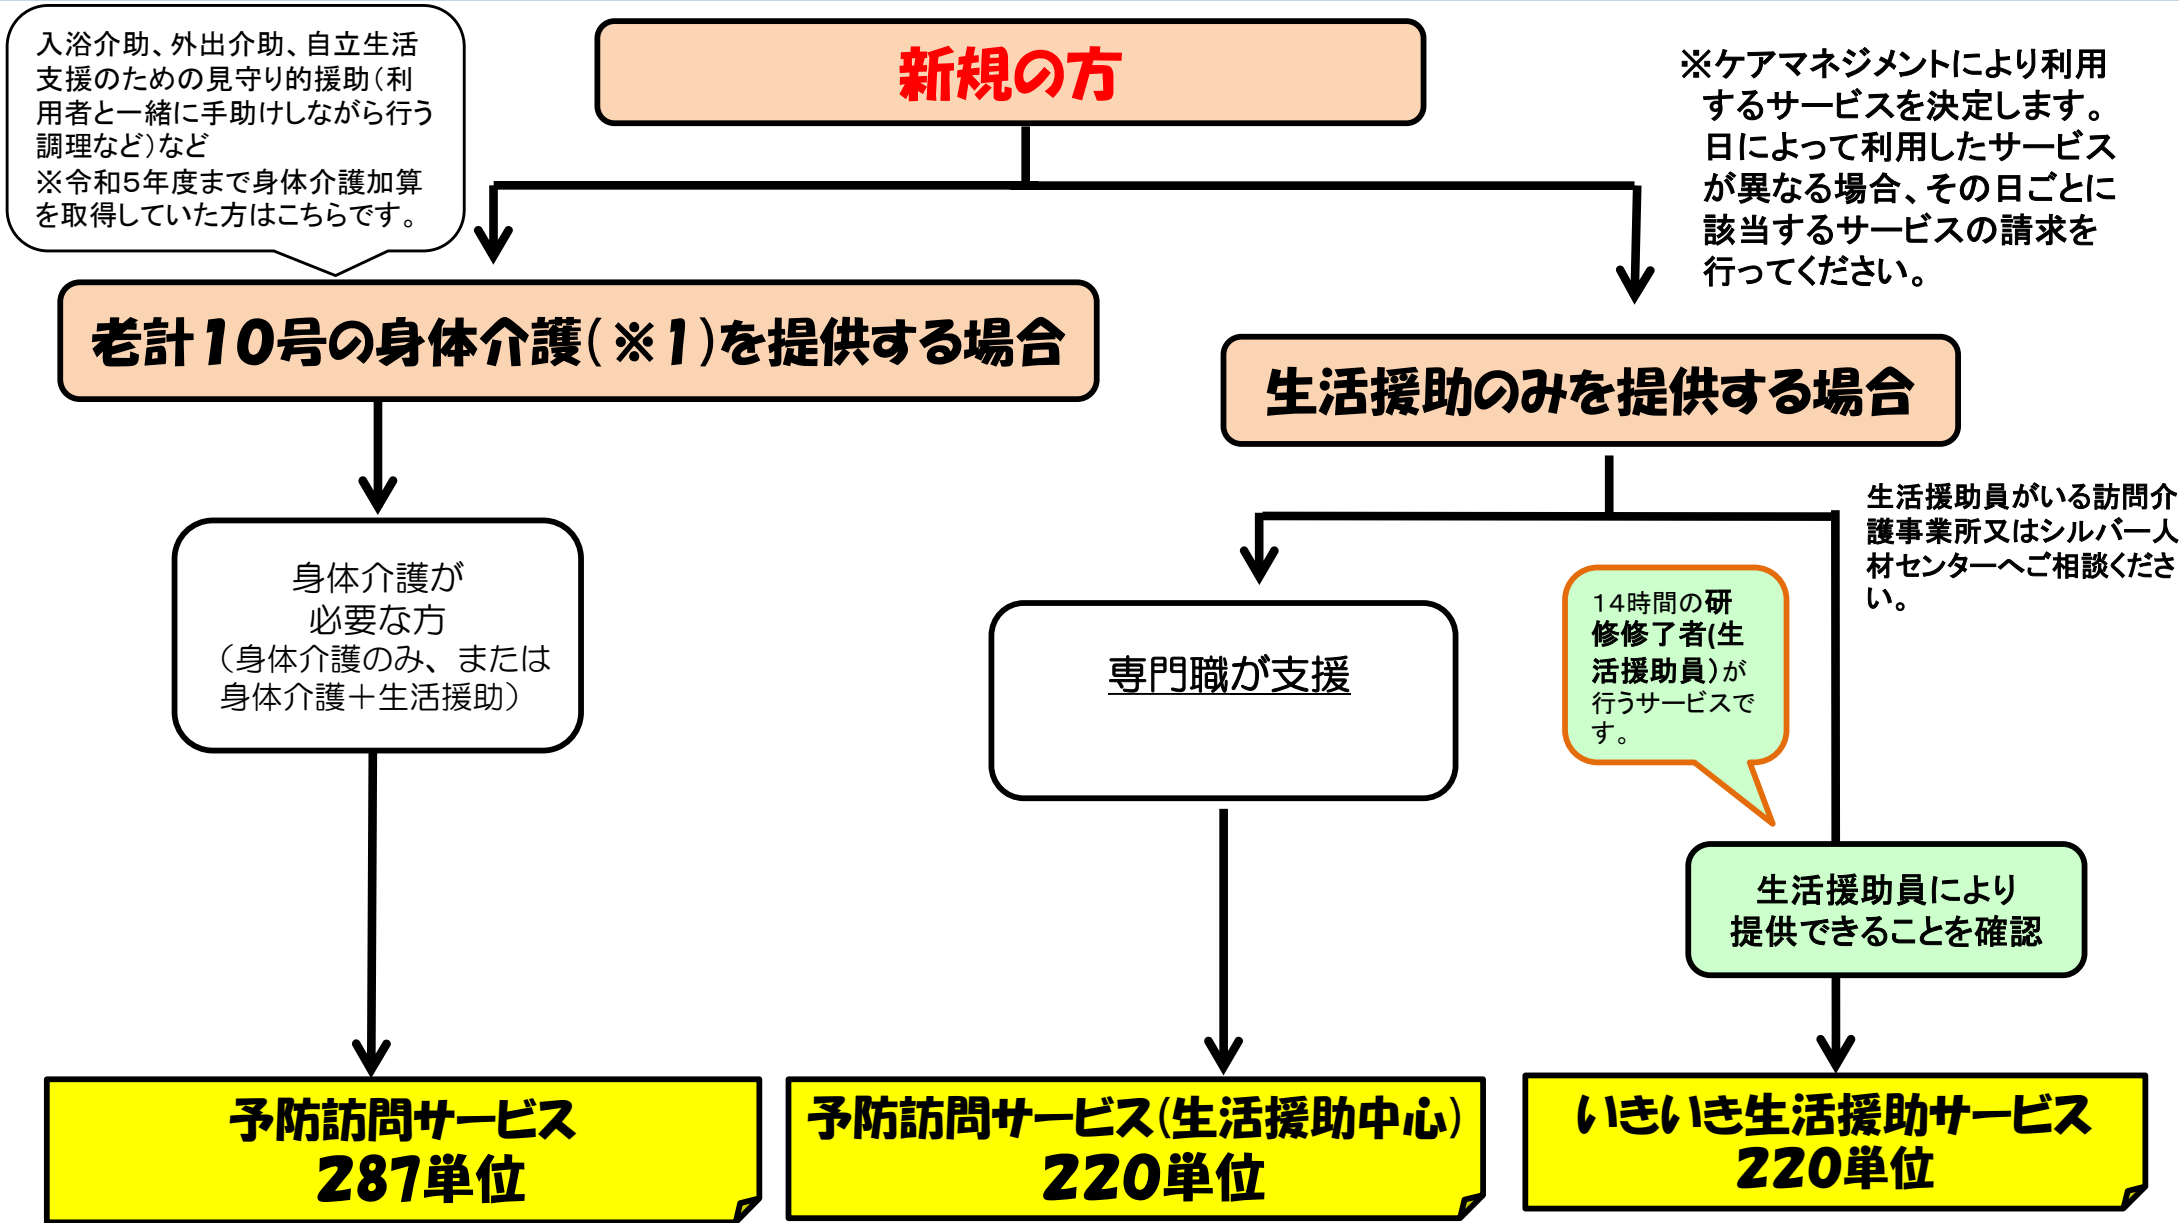 入浴介助、外出介助、自立生活
支援のための見守り的援助（利
用者と一緒に手助けしながら行う
調理など）など
※令和5年度まで身体介護加算
を取得していた方はこちらです。
新規の方
※ケアマネジメントにより利用
するサービスを決定します。
日によって利用したサービス
が異なる場合、その日ごとに
該当するサービスの請求を
行ってください。
老計10号の身体介護(※1)を提供する場合
生活援助のみを提供する場合
身体介護が
必要な方
（身体介護のみ、または
身体介護＋生活援助）
専門職が支援
14時間の研
修修了者(生
活援助員)が
行うサービスで
す。
生活援助員がいる訪問介
護事業所又はシルバー人
材センターへご相談くださ
い。
生活援助員により
提供できることを確認
予防訪問サービス
287単位
予防訪問サービス(生活援助中心)
220単位
いきいき生活援助サービス
220単位